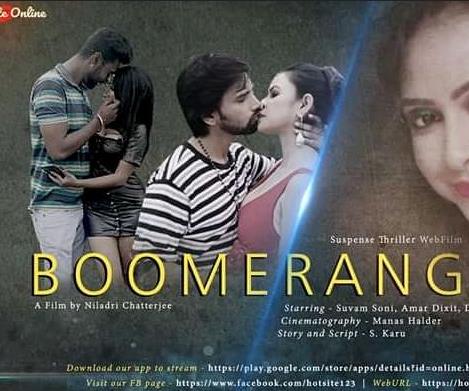 Online
Suspense Thriller WebFilm
BOOMERANG
A Film by Niladri Chatterjee
Starring - Suvam Soni, Amar Dixit, D
Cinematography - Manas Halder
Story and Script - S. Karu
Download our app to stream - https://play.google.com/store/apps/details?id=online.
Visit our FB page - www.facebook.com/hotsite123 | WebURL - https://ho